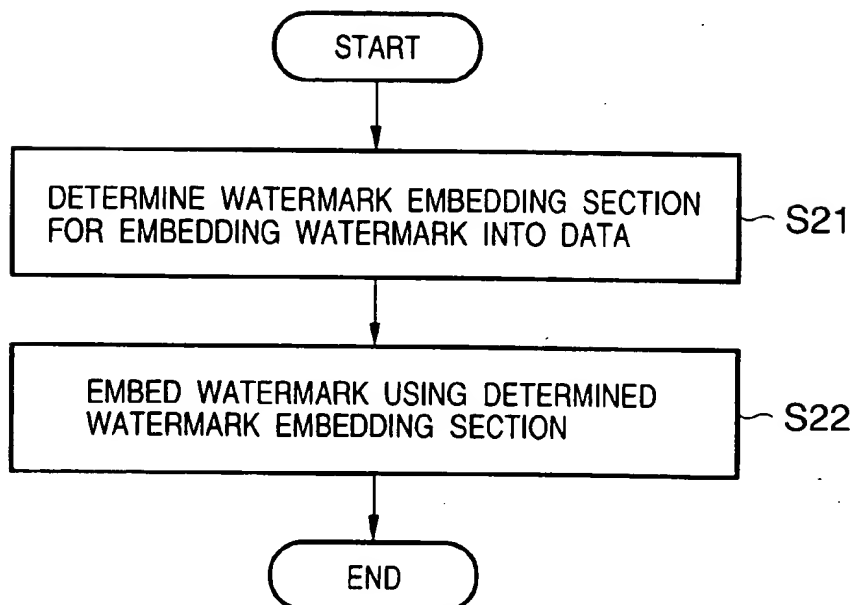 START
DETERMINE WATERMARK EMBEDDING SECTION
FOR EMBEDDING WATERMARK INTO DATA
S21
EMBED WATERMARK USING DETERMINED
WATERMARK EMBEDDING SECTION
S22
END